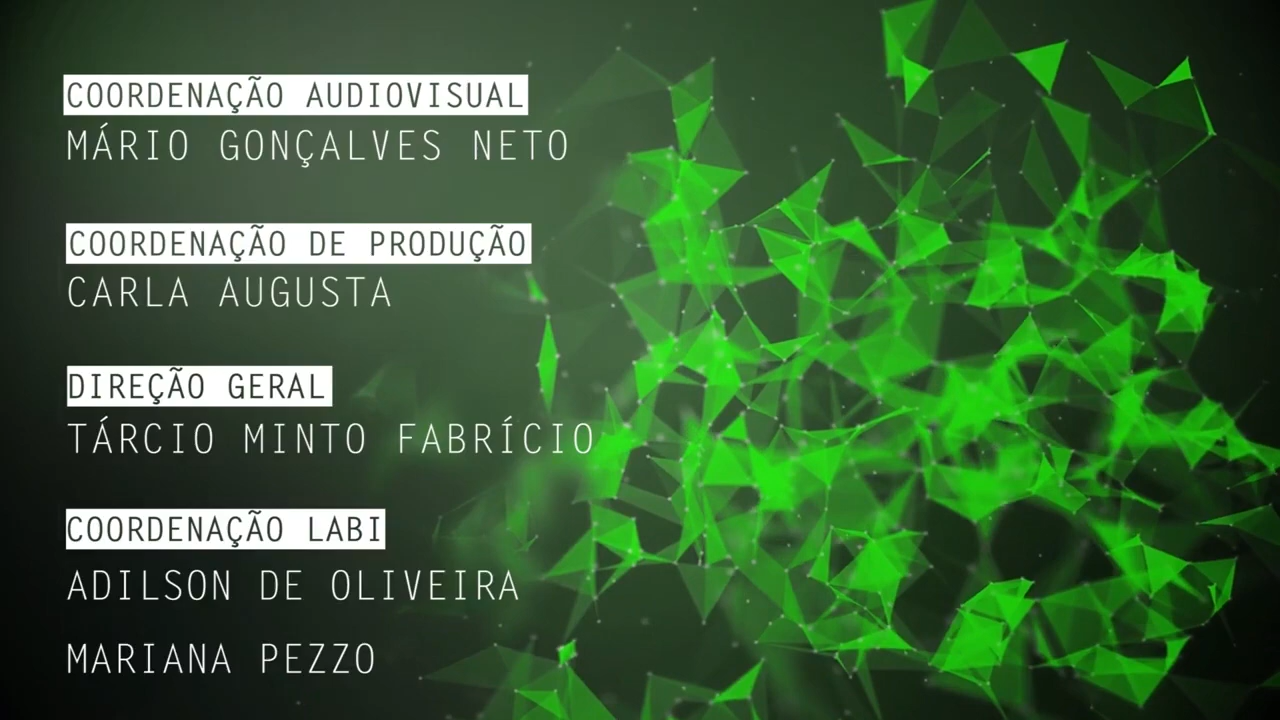 COORDENAÇÃO AUDIOVISUAL
MÁRIO GONÇALVES NETO
COORDENAÇÃO DE PRODUÇÃO
CARLA AUGUSTA
DIREÇÃO GERAL
TÁRCIO MINTO FABRÍCIO
COORDENAÇÃO LABI
ADILSON DE OLIVEIRA
MARIANA PEZZO